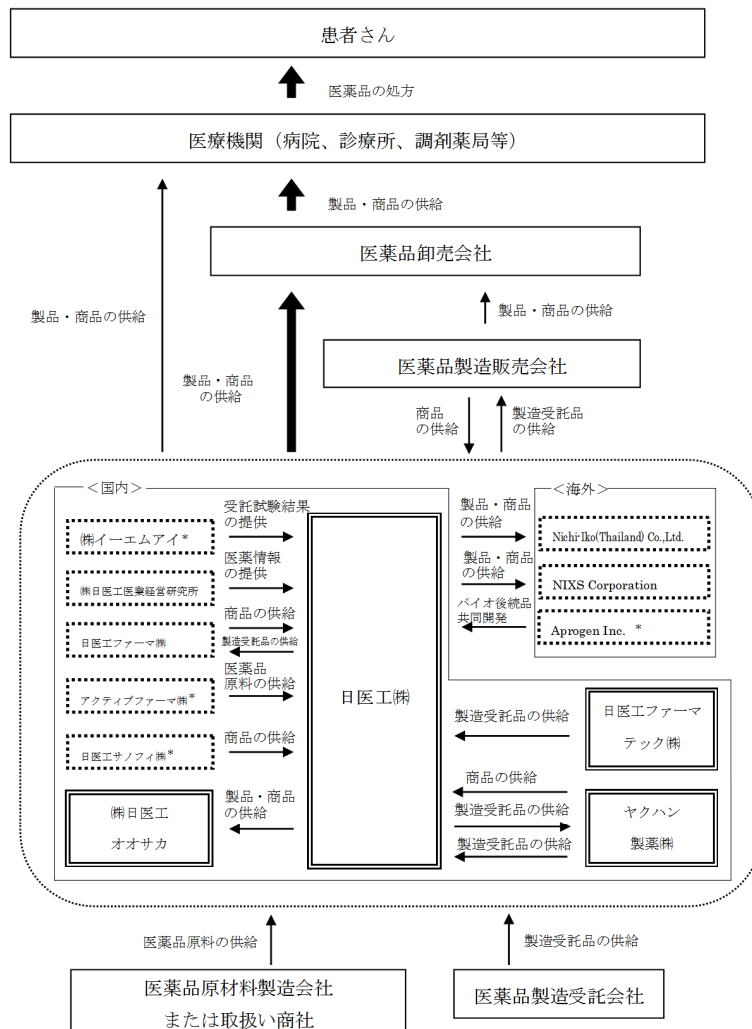 患者さん
医薬品の処方
医療機関（病院、診療所、調剤薬局等）
製品・商品の供給
医薬品卸売会社
製品・商品の供給
製品・商品の供給
医薬品製造販売会社
製品・商品
の供給
商品
の供給
製造受託品
の供給
＜国内＞
＜海外＞
受託試験結果
の提供
㈱イーエムアイ*
医薬情報
の提供
㈱日医工医業経営研究所
商品の供給
製造受託品の供給
日医工ファーマ㈱
医薬品
原料の供給
アクティブファーマ㈱*
商品の供給
日医工サノフィ㈱*
製品・商品
の供給
㈱日医工
オオサカ
日医工㈱
製品・商品の
供給
Nichi-Iko(Thailand) Co.,Ltd.
製品・商品の
供給
NIXS Corporation
バイオ後続品
共同開発
Aprogen Inc. *
製造受託品の供給
日医工ファーマ
テック㈱
商品の供給
製造受託品の供給
製造受託品の供給
ヤクハン
製薬㈱
医薬品原料の供給
製造受託品の供給
医薬品原材料製造会社
または取扱い商社
医薬品製造受託会社